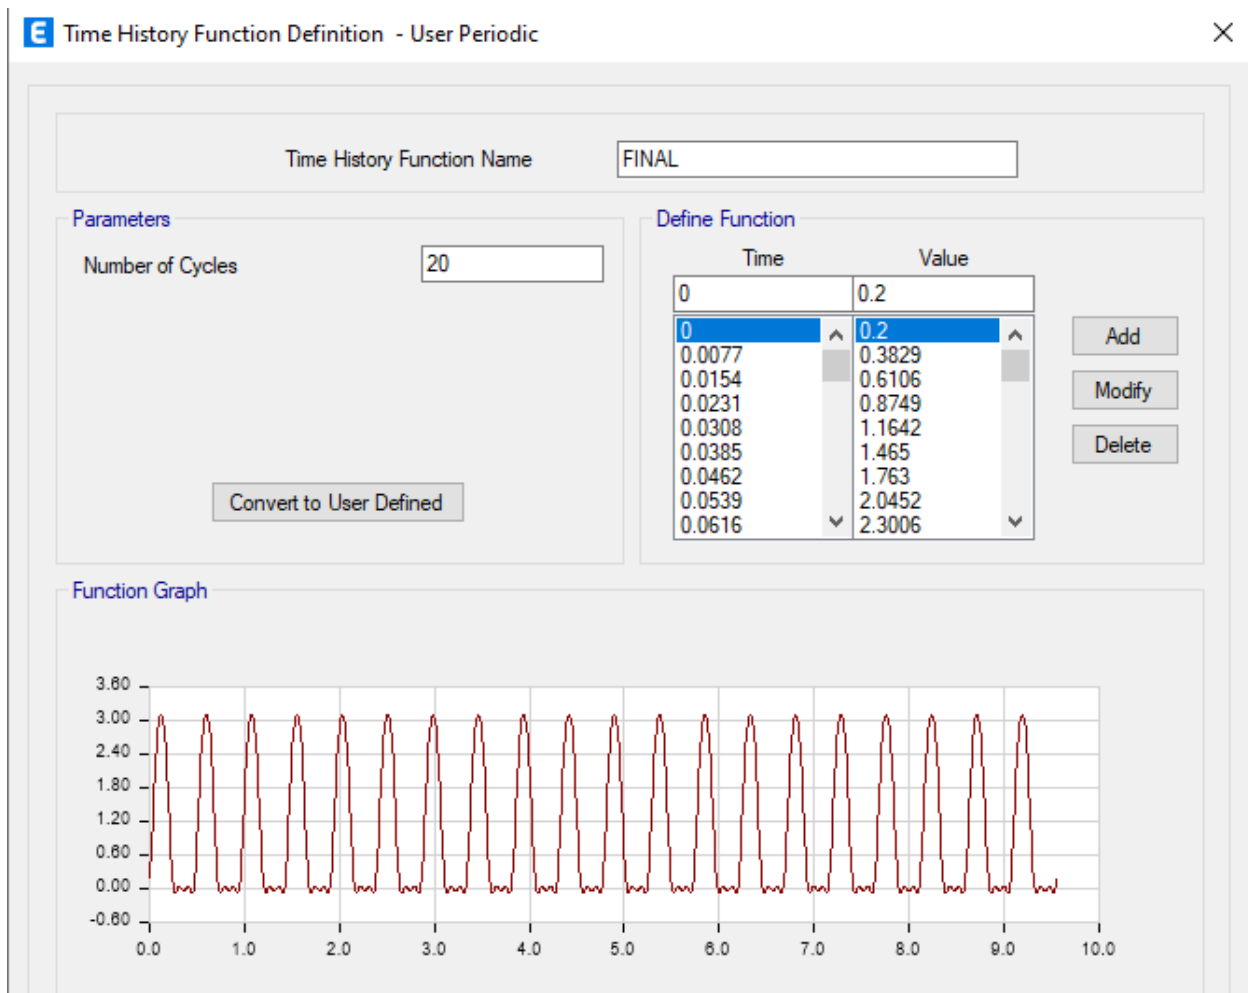 E Time History Function Definition - User Periodic
Time History Function Name FINAL
Parameters
Number of Cycles 20
Convert to User Defined
Define Function
Time Value
0 0.2
0 0.2
0.0077 0.3829
0.0154 0.6106
0.0231 0.8749
0.0308 1.1642
0.0385 1.465
0.0462 1.763
0.0539 2.0452
0.0616 2.3006
Add
Modify
Delete
Function Graph
3.60
3.00
2.40
1.80
1.20
0.60
0.00
-0.60
0.0 1.0 2.0 3.0 4.0 5.0 6.0 7.0 8.0 9.0 10.0